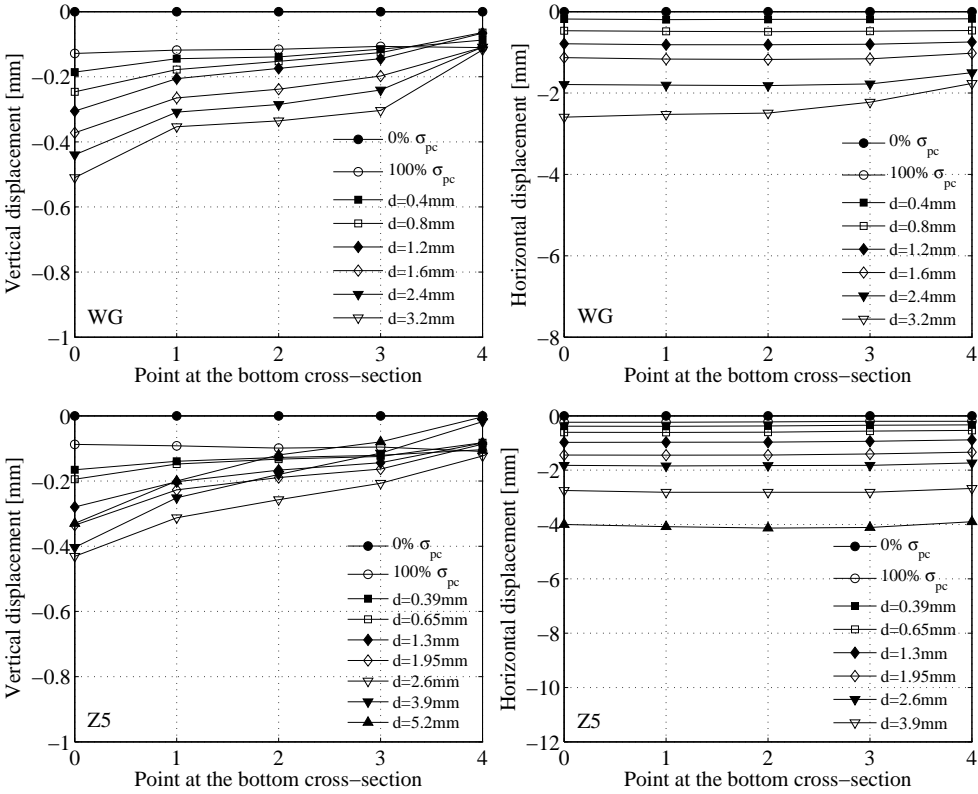 0
−0.2
−0.4
−0.6
−0.8
−1
0 1 2 3 4
Vertical displacement [mm]
Point at the bottom cross−section
WG
0% σpc
100% σpc
d=0.4mm
d=0.8mm
d=1.2mm
d=1.6mm
d=2.4mm
d=3.2mm
0
−2
−4
−6
−8
0 1 2 3 4
Horizontal displacement [mm]
Point at the bottom cross−section
WG
0% σpc
100% σpc
d=0.4mm
d=0.8mm
d=1.2mm
d=1.6mm
d=2.4mm
d=3.2mm
0
−0.2
−0.4
−0.6
−0.8
−1
0 1 2 3 4
Vertical displacement [mm]
Point at the bottom cross−section
Z5
0% σpc
100% σpc
d=0.39mm
d=0.65mm
d=1.3mm
d=1.95mm
d=2.6mm
d=3.9mm
d=5.2mm
0
−2
−4
−6
−8
−10
−12
0 1 2 3 4
Horizontal displacement [mm]
Point at the bottom cross−section
Z5
0% σpc
100% σpc
d=0.39mm
d=0.65mm
d=1.3mm
d=1.95mm
d=2.6mm
d=3.9mm